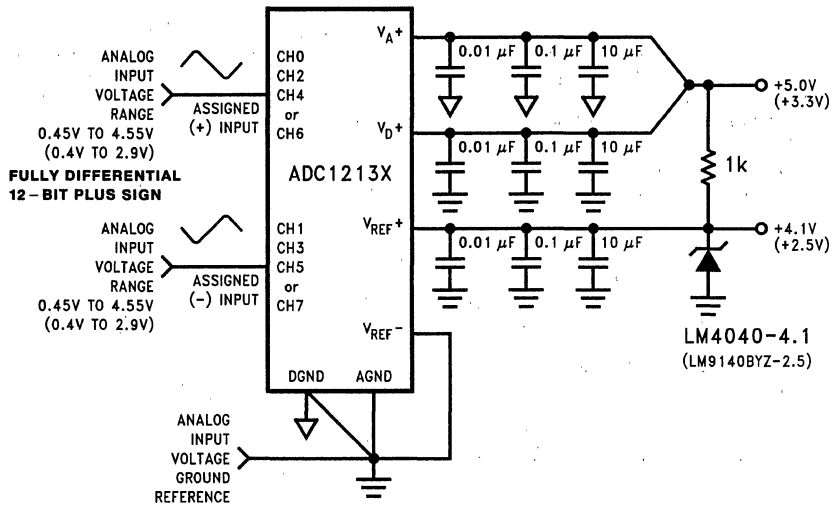 ANALOG
INPUT
VOLTAGE
RANGE
0.45V TO 4.55V
(0.4V TO 2.9V)
FULLY DIFFERENTIAL
12-BIT PLUS SIGN
ASSIGNED
(+) INPUT
CH0
CH2
CH4
or
CH6
ADC1213X
ANALOG
INPUT
VOLTAGE
RANGE
0.45V TO 4.55V
(0.4V TO 2.9V)
ASSIGNED
(−) INPUT
CH1
CH3
CH5
or
CH7
VA+
0.01 μF 0.1 μF 10 μF
+5.0V
(+3.3V)
VD+
0.01 μF 0.1 μF 10 μF
1k
VREF+
0.01 μF 0.1 μF 10 μF
+4.1V
(+2.5V)
LM4040-4.1
(LM9140BYZ-2.5)
VREF-
DGND AGND
ANALOG
INPUT
VOLTAGE
GROUND
REFERENCE